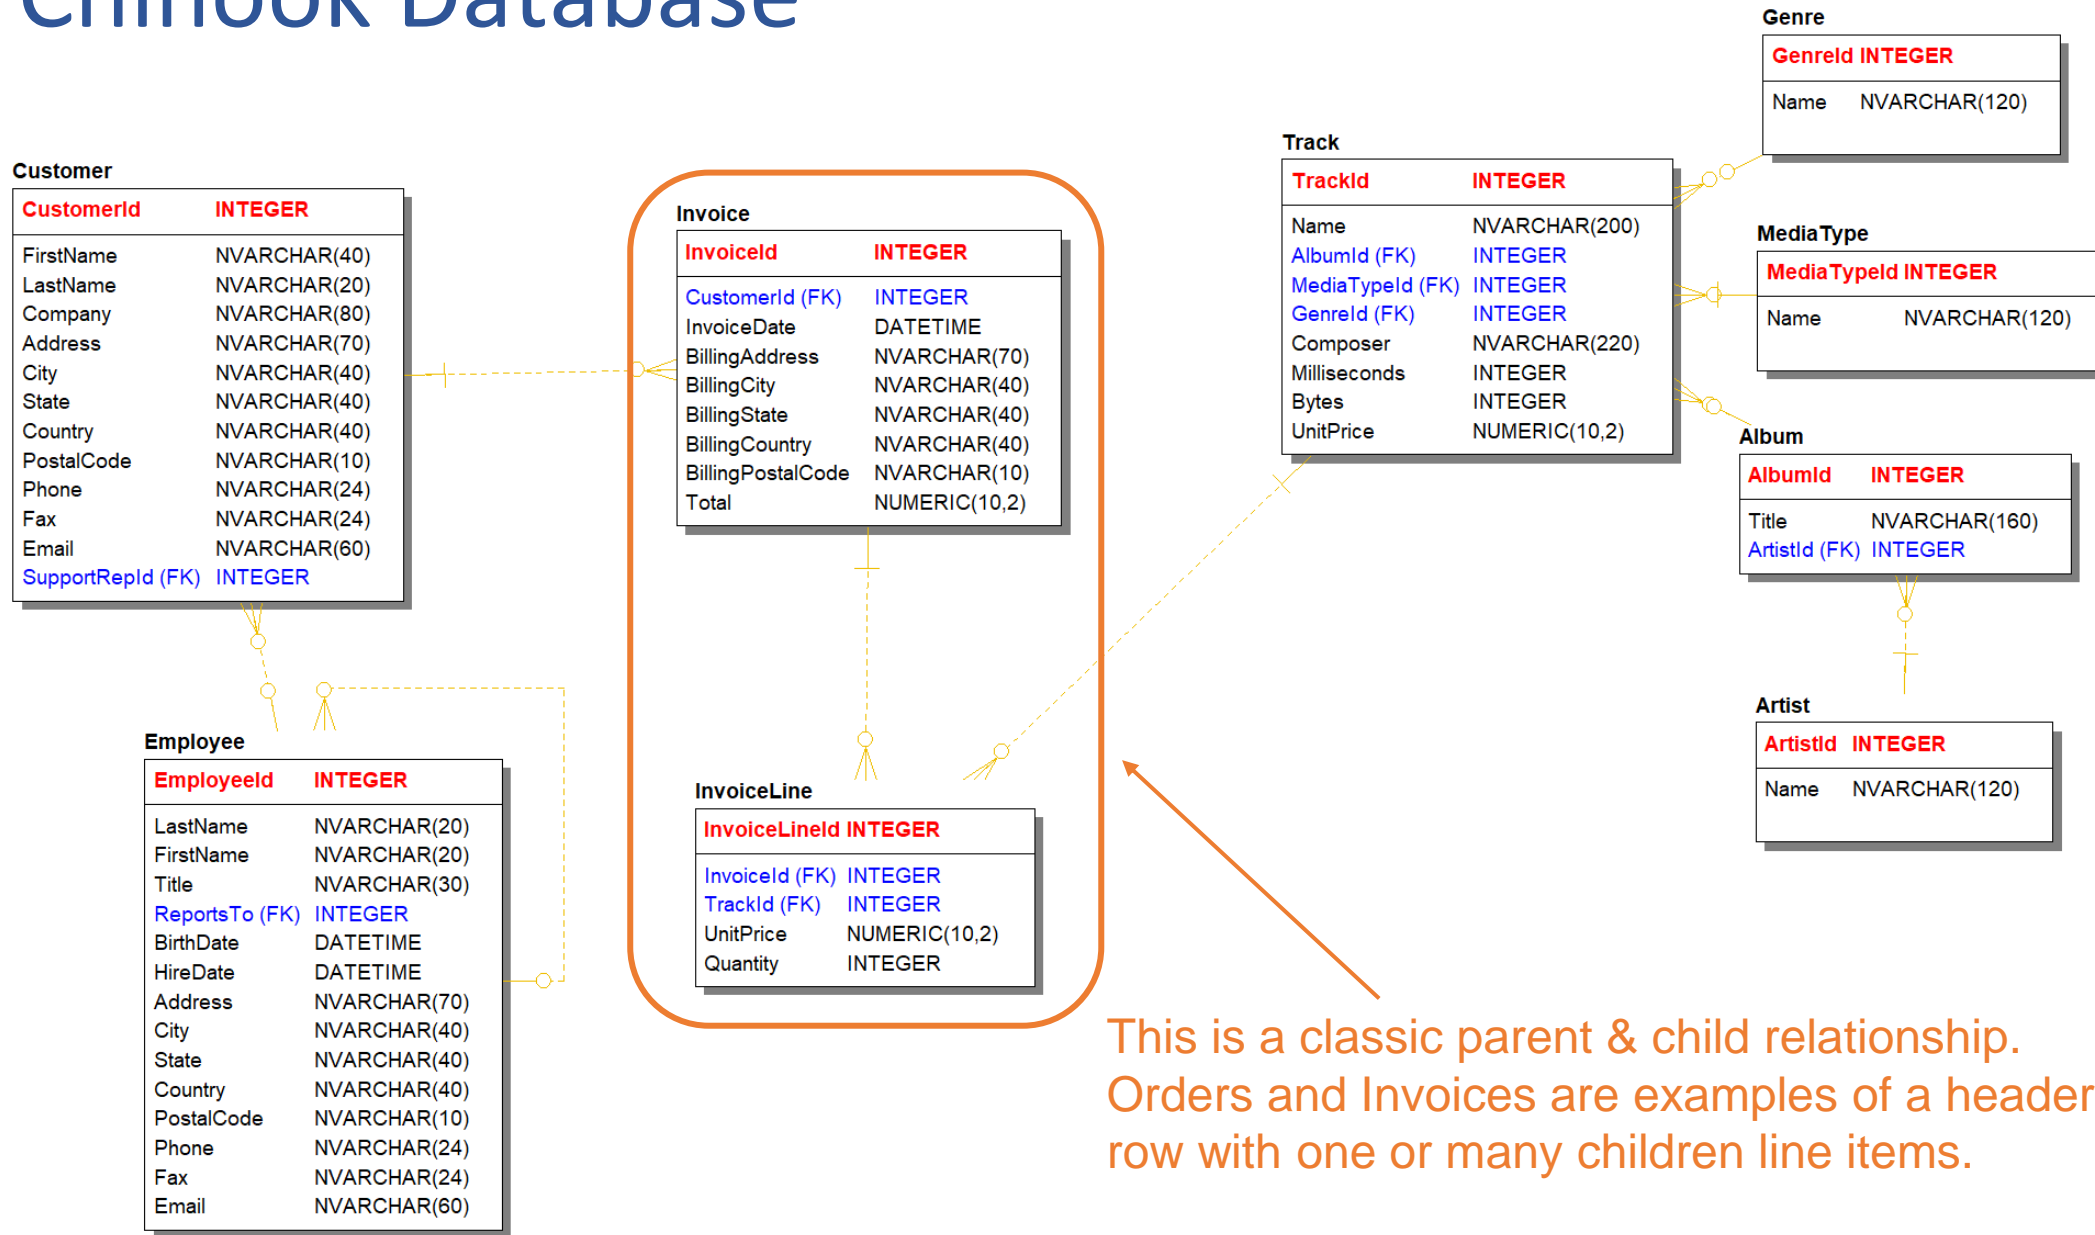 Chinook Database
Customer
CustomerId INTEGER
FirstName NVARCHAR(40)
LastName NVARCHAR(20)
Company NVARCHAR(80)
Address NVARCHAR(70)
City NVARCHAR(40)
State NVARCHAR(40)
Country NVARCHAR(40)
PostalCode NVARCHAR(10)
Phone NVARCHAR(24)
Fax NVARCHAR(24)
Email NVARCHAR(60)
SupportRepId (FK) INTEGER
Employee
EmployeeId INTEGER
LastName NVARCHAR(20)
FirstName NVARCHAR(20)
Title NVARCHAR(30)
ReportsTo (FK) INTEGER
BirthDate DATETIME
HireDate DATETIME
Address NVARCHAR(70)
City NVARCHAR(40)
State NVARCHAR(40)
Country NVARCHAR(40)
PostalCode NVARCHAR(10)
Phone NVARCHAR(24)
Fax NVARCHAR(24)
Email NVARCHAR(60)
Invoice
InvoiceId INTEGER
CustomerId (FK) INTEGER
InvoiceDate DATETIME
BillingAddress NVARCHAR(70)
BillingCity NVARCHAR(40)
BillingState NVARCHAR(40)
BillingCountry NVARCHAR(40)
BillingPostalCode NVARCHAR(10)
Total NUMERIC(10,2)
InvoiceLine
InvoiceLineId INTEGER
InvoiceId (FK) INTEGER
TrackId (FK) INTEGER
UnitPrice NUMERIC(10,2)
Quantity INTEGER
Track
TrackId INTEGER
Name NVARCHAR(200)
AlbumId (FK) INTEGER
MediaTypeId (FK) INTEGER
GenreId (FK) INTEGER
Composer NVARCHAR(220)
Milliseconds INTEGER
Bytes INTEGER
UnitPrice NUMERIC(10,2)
Genre
GenreId INTEGER
Name NVARCHAR(120)
MediaType
MediaTypeId INTEGER
Name NVARCHAR(120)
Album
AlbumId INTEGER
Title NVARCHAR(160)
ArtistId (FK) INTEGER
Artist
ArtistId INTEGER
Name NVARCHAR(120)
This is a classic parent & child relationship.
Orders and Invoices are examples of a header
row with one or many children line items.